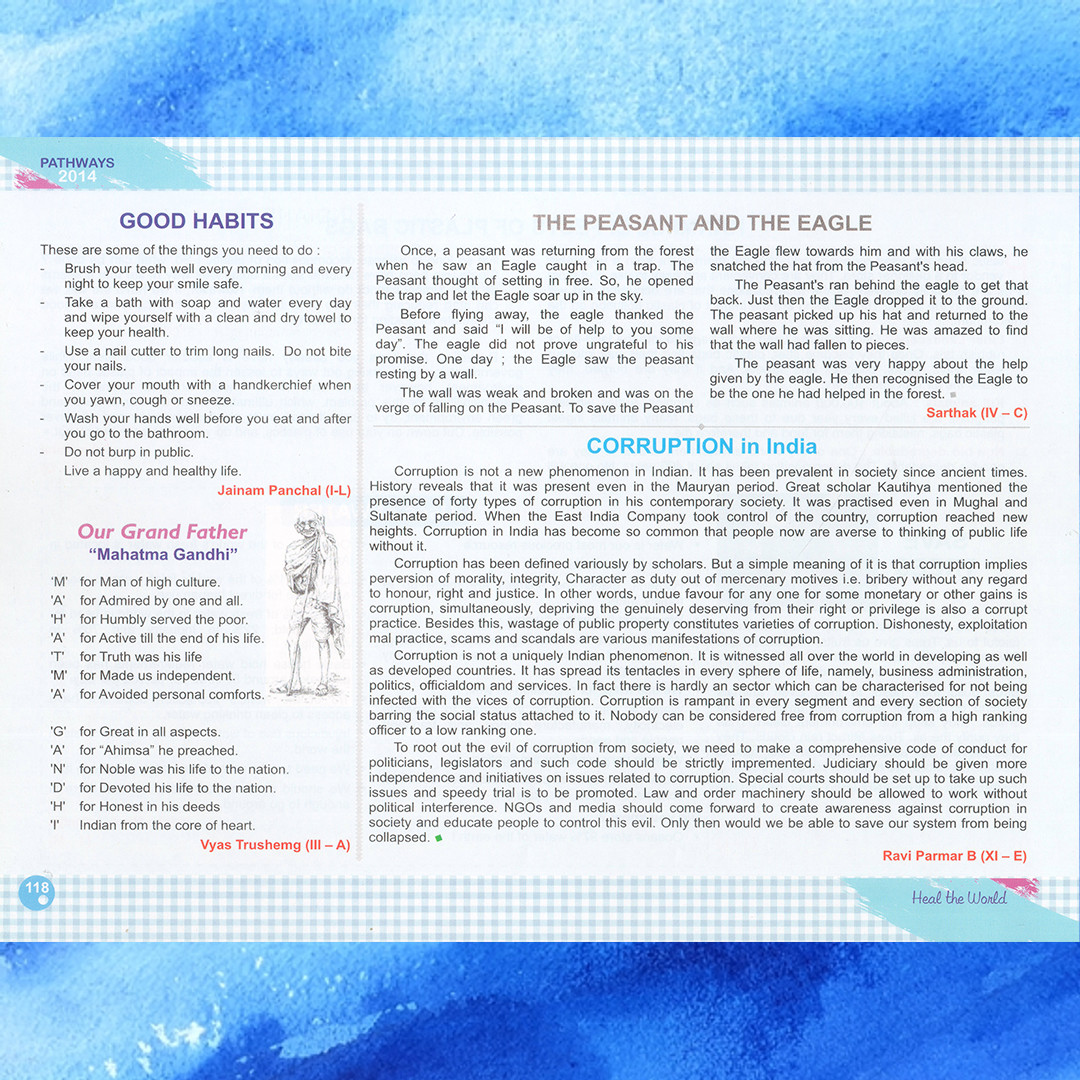 PATHWAYS
2014
GOOD HABITS
These are some of the things you need to do :
- Brush your teeth well every morning and every
night to keep your smile safe.
- Take a bath with soap and water every day
and wipe yourself with a clean and dry towel to
keep your health.
- Use a nail cutter to trim long nails. Do not bite
your nails.
- Cover your mouth with a handkerchief when
you yawn, cough or sneeze.
- Wash your hands well before you eat and after
you go to the bathroom.
- Do not burp in public.
Live a happy and healthy life.
Jainam Panchal (I-L)
Our Grand Father
“Mahatma Gandhi”
'M' for Man of high culture.
'A' for Admired by one and all.
'H' for Humbly served the poor.
'A' for Active till the end of his life.
'T' for Truth was his life
'M' for Made us independent.
'A' for Avoided personal comforts.
'G' for Great in all aspects.
'A' for “Ahimsa” he preached.
'N' for Noble was his life to the nation.
'D' for Devoted his life to the nation.
'H' for Honest in his deeds
'I' Indian from the core of heart.
Vyas Trushemg (III – A)
THE PEASANT AND THE EAGLE
Once, a peasant was returning from the forest
when he saw an Eagle caught in a trap. The
Peasant thought of setting in free. So, he opened
the trap and let the Eagle soar up in the sky.
Before flying away, the eagle thanked the
Peasant and said “I will be of help to you some
day”. The eagle did not prove ungrateful to his
promise. One day ; the Eagle saw the peasant
resting by a wall.
The wall was weak and broken and was on the
verge of falling on the Peasant. To save the Peasant
the Eagle flew towards him and with his claws, he
snatched the hat from the Peasant's head.
The Peasant's ran behind the eagle to get that
back. Just then the Eagle dropped it to the ground.
The peasant picked up his hat and returned to the
wall where he was sitting. He was amazed to find
that the wall had fallen to pieces.
The peasant was very happy about the help
given by the eagle. He then recognised the Eagle to
be the one he had helped in the forest.
Sarthak (IV – C)
CORRUPTION in India
Corruption is not a new phenomenon in Indian. It has been prevalent in society since ancient times.
History reveals that it was present even in the Mauryan period. Great scholar Kautihya mentioned the
presence of forty types of corruption in his contemporary society. It was practised even in Mughal and
Sultanate period. When the East India Company took control of the country, corruption reached new
heights. Corruption in India has become so common that people now are averse to thinking of public life
without it.
Corruption has been defined variously by scholars. But a simple meaning of it is that corruption implies
perversion of morality, integrity, Character as duty out of mercenary motives i.e. bribery without any regard
to honour, right and justice. In other words, undue favour for any one for some monetary or other gains is
corruption, simultaneously, depriving the genuinely deserving from their right or privilege is also a corrupt
practice. Besides this, wastage of public property constitutes varieties of corruption. Dishonesty, exploitation
mal practice, scams and scandals are various manifestations of corruption.
Corruption is not a uniquely Indian phenomenon. It is witnessed all over the world in developing as well
as developed countries. It has spread its tentacles in every sphere of life, namely, business administration,
politics, officialdom and services. In fact there is hardly an sector which can be characterised for not being
infected with the vices of corruption. Corruption is rampant in every segment and every section of society
barring the social status attached to it. Nobody can be considered free from corruption from a high ranking
officer to a low ranking one.
To root out the evil of corruption from society, we need to make a comprehensive code of conduct for
politicians, legislators and such code should be strictly impremented. Judiciary should be given more
independence and initiatives on issues related to corruption. Special courts should be set up to take up such
issues and speedy trial is to be promoted. Law and order machinery should be allowed to work without
political interference. NGOs and media should come forward to create awareness against corruption in
society and educate people to control this evil. Only then would we be able to save our system from being
collapsed.
Ravi Parmar B (XI – E)
118
Heal the World